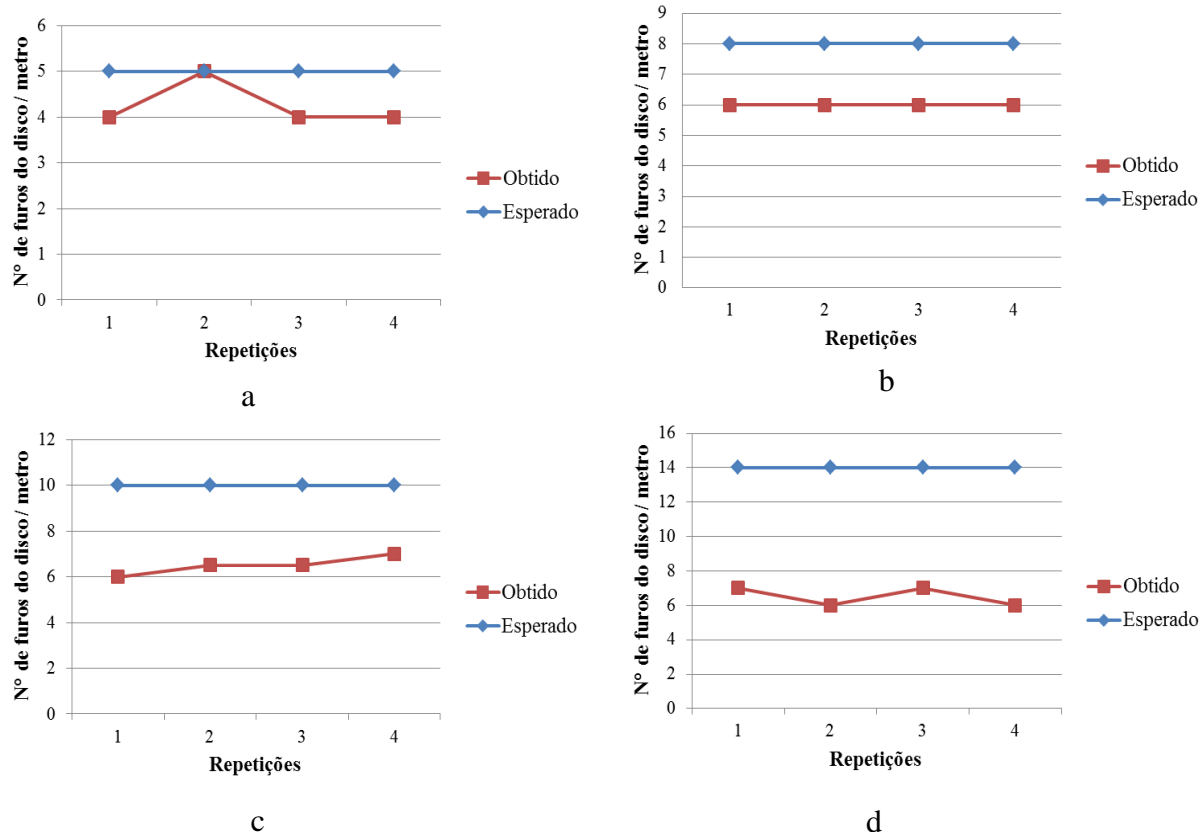 N° de furos do disco/ metro
6
5
4
3
2
1
0
1 2 3 4
Repetições
Obtido
Esperado
a
N° de furos do disco/ metro
9
8
7
6
5
4
3
2
1
0
1 2 3 4
Repetições
Obtido
Esperado
b
N° de furos do disco/ metro
12
10
8
6
4
2
0
1 2 3 4
Repetições
Obtido
Esperado
c
N° de furos do disco/ metro
16
14
12
10
8
6
4
2
0
1 2 3 4
Repetições
Obtido
Esperado
d